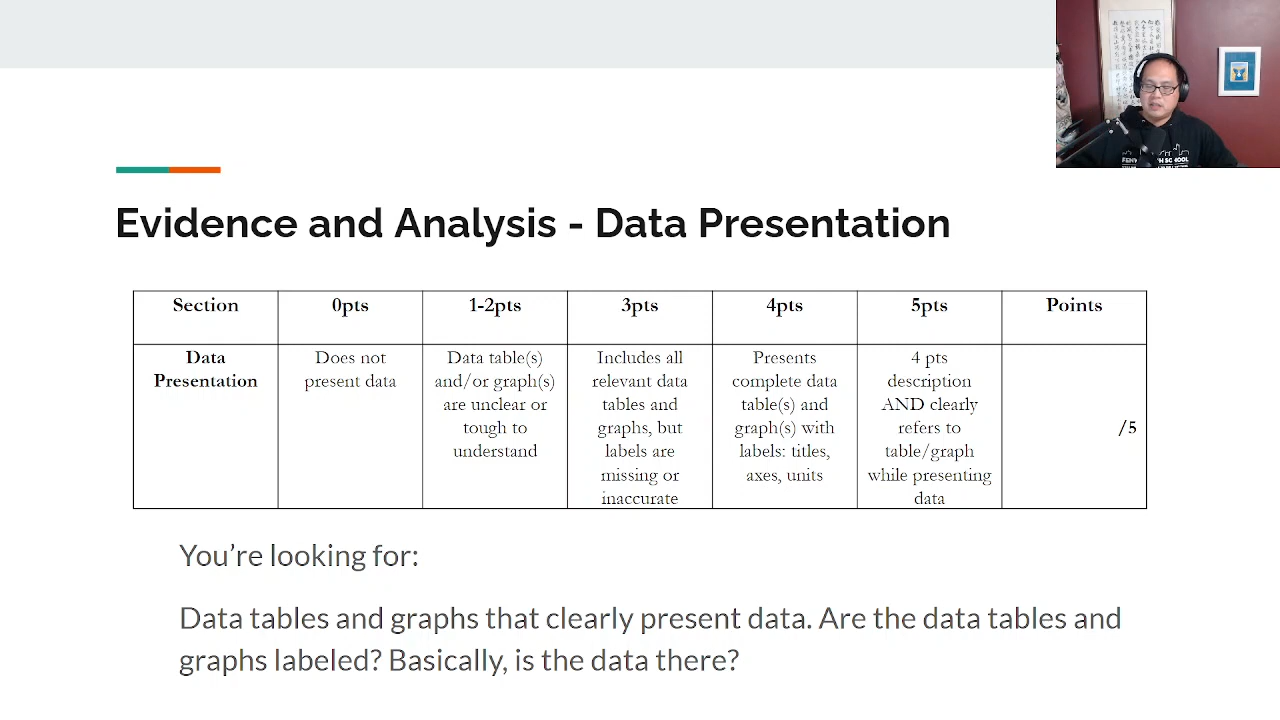 Evidence and Analysis - Data Presentation
Section
0pts
1-2pts
3pts
4pts
5pts
Points
Data
Presentation
Does not
present data
Data table(s)
and/or graph(s)
are unclear or
tough to
understand
Includes all
relevant data
tables and
graphs, but
labels are
missing or
inaccurate
Presents
complete data
table(s) and
graph(s) with
labels: titles,
axes, units
4 pts
description
AND clearly
refers to
table/graph
while presenting
data
/5
You're looking for:
Data tables and graphs that clearly present data. Are the data tables and
graphs labeled? Basically, is the data there?